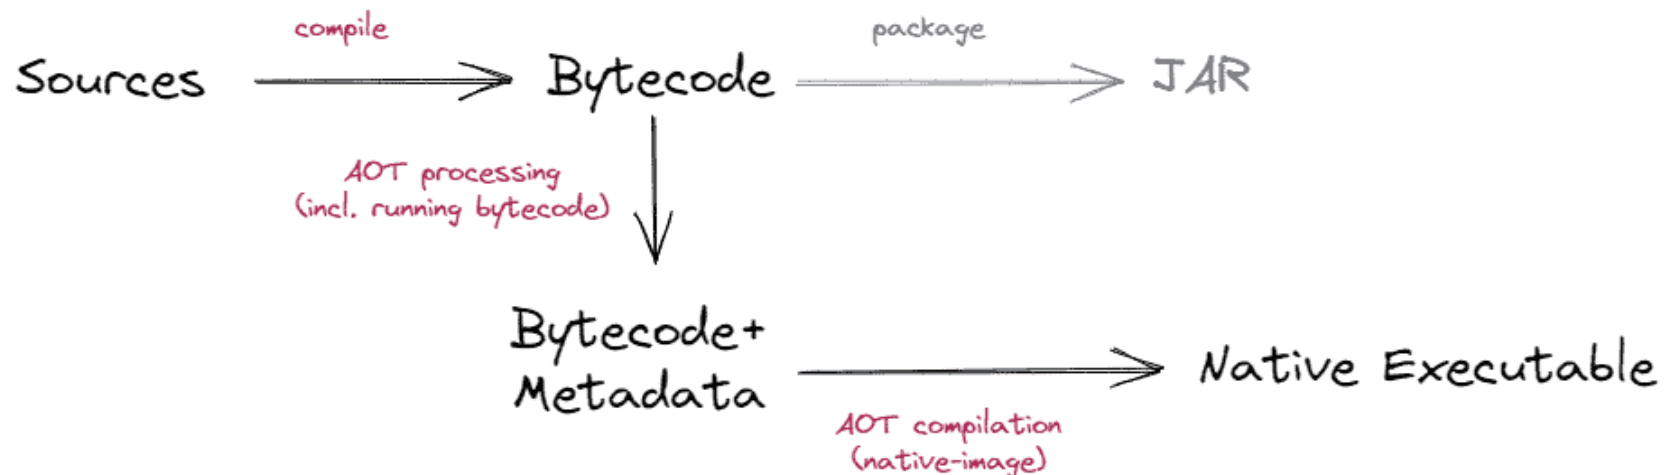 compile
package
Sources
Bytecode
JAR
AOT processing
(incl. running bytecode)
Bytecode+
Metadata
Native Executable
AOT compilation
(native-image)